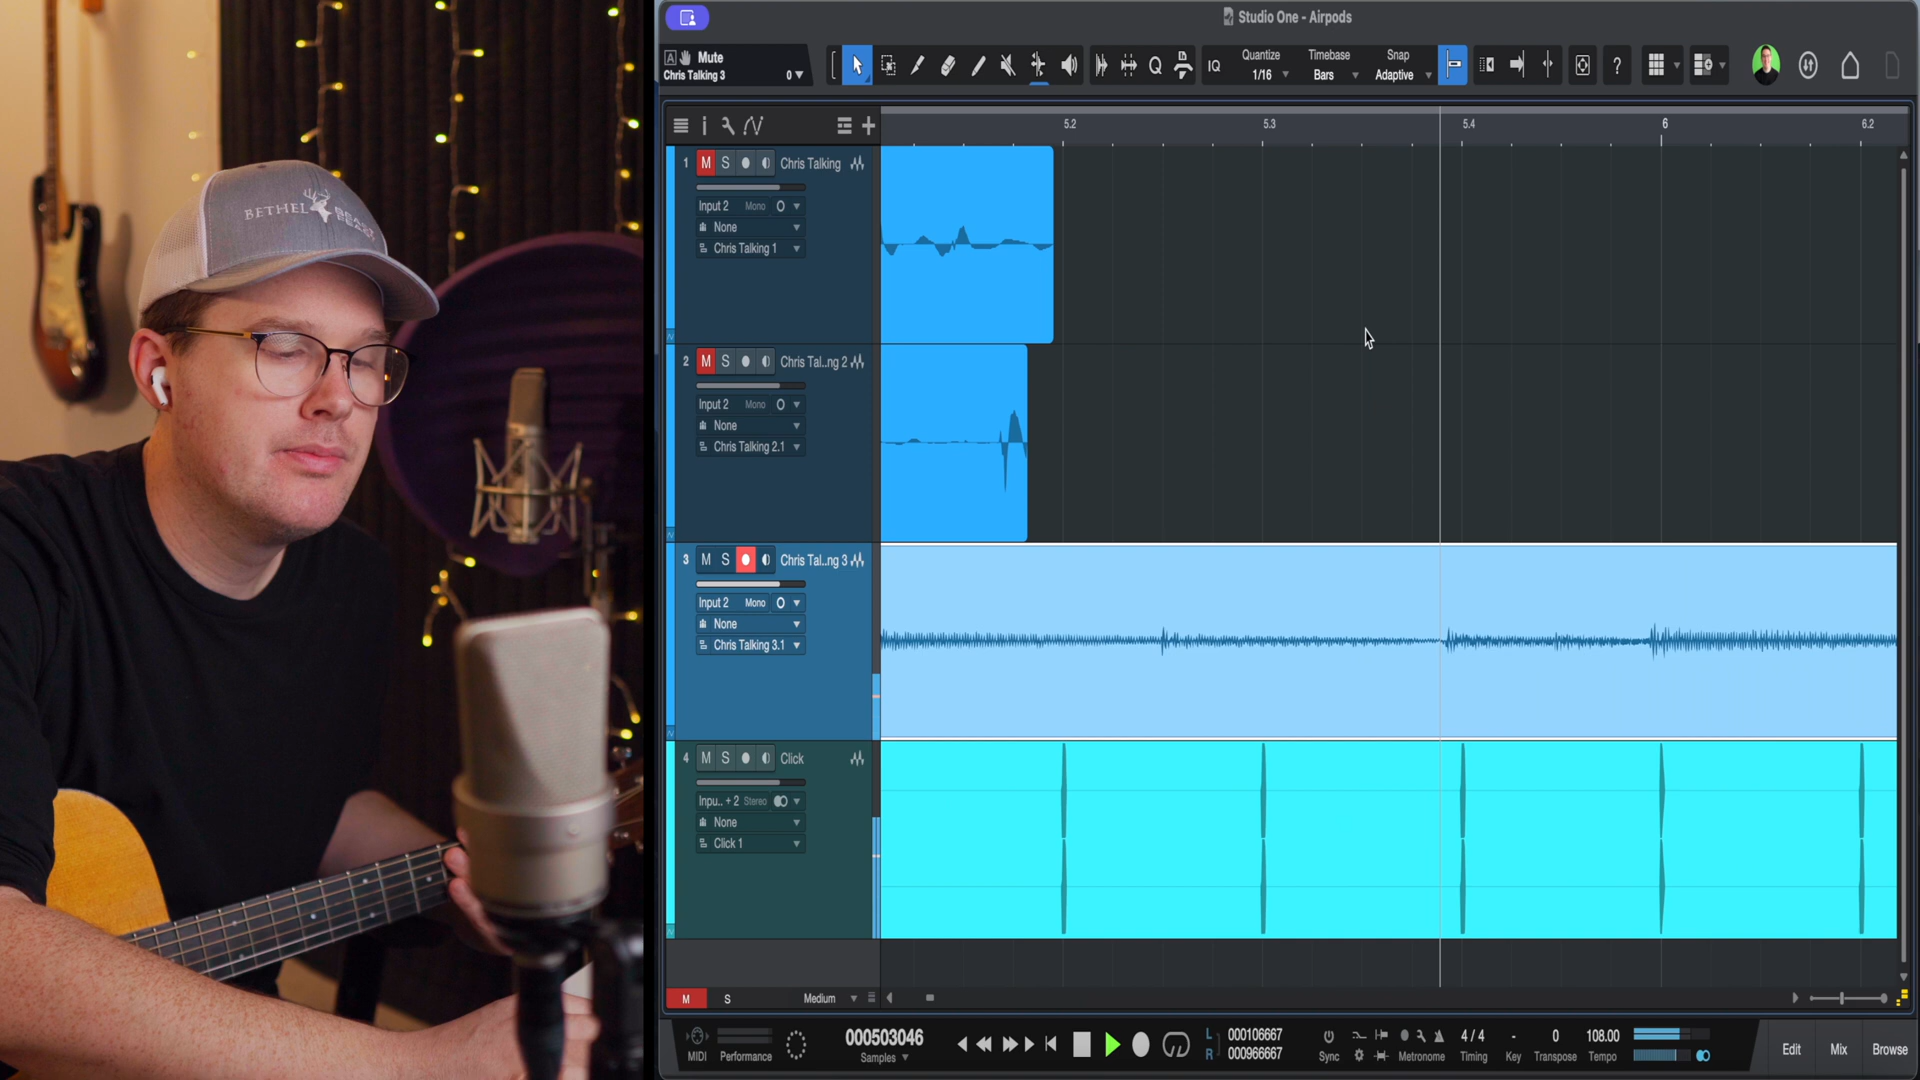 BETHEL
Studio One - Airpods
A Mute
Chris Talking 3
0
IQ
Quantize
1/16
Timebase
Bars
Snap
Adaptive
?
5.2
5.3
5.4
6
6.2
1 M S Chris Talking
Input 2 Mono
None
Chris Talking 1
2 M S Chris Tal..ng 2
Input 2 Mono
None
Chris Talking 2.1
3 M S Chris Tal..ng 3
Input 2 Mono
None
Chris Talking 3.1
4 M S Click
Inpu.. + 2 Stereo
None
Click 1
M S Medium
MIDI
Performance
000503046
Samples
L 000106667
R 000966667
Sync
Metronome
4/4
Timing
-
Key
0
Transpose
108.00
Tempo
Edit
Mix
Browse